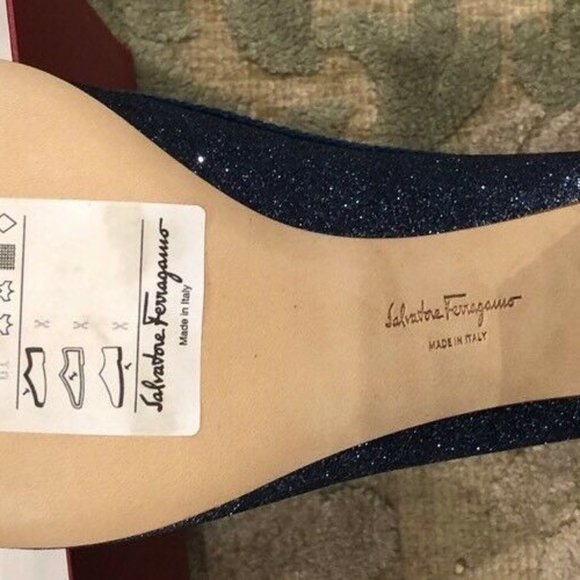 Salvatore Ferragamo
Made in Italy
Salvatore Ferragamo
MADE IN ITALY